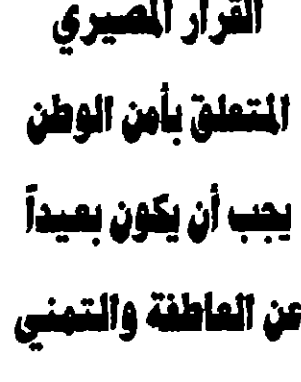 القرار المصيري
المتعلق بأمن الوطن
يجب أن يكون بعيداً
عن العاطفة والتمني